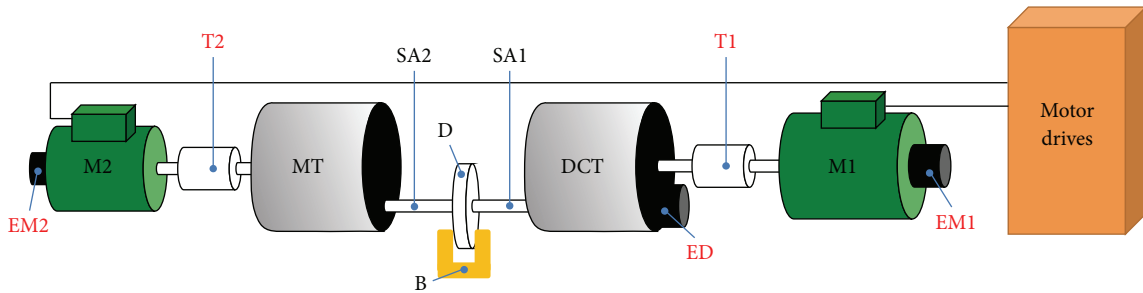 T2
SA2
SA1
T1
Motor
drives
D
M2
MT
DCT
M1
EM2
B
ED
EM1